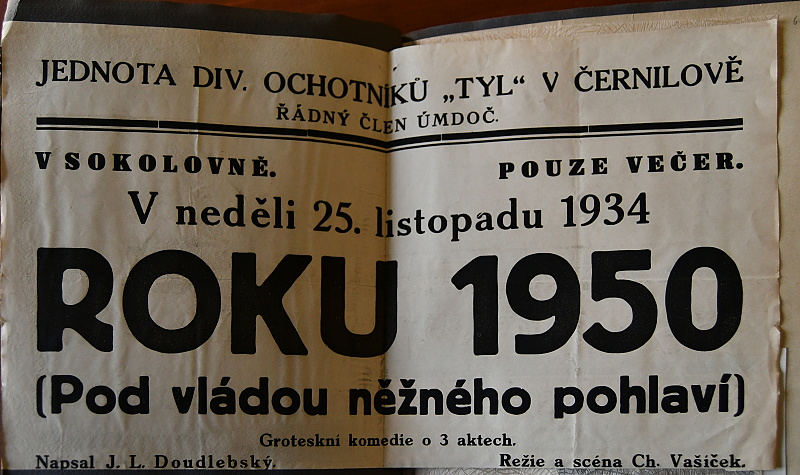 JEDNOTA DIV. OCHOTNÍKŮ „TYL“ V ČERNILOVĚ
ŘÁDNÝ ČLEN ÚMDOČ.
V SOKOLOVNĚ. POUZE VEČER.
V neděli 25. listopadu 1934
ROKU 1950
(Pod vládou něžného pohlaví)
Groteskní komedie o 3 aktech.
Napsal J. L. Doudlebský. Režie a scéna Ch. Vašíček.